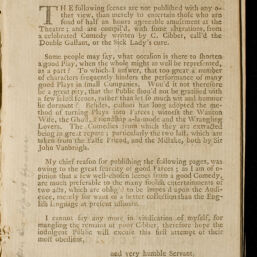 THE following scenes are not published with any o-
ther view, than merely to entertain those who are
fond of half an hours agreeable amusement at the
Theatre; and are compil'd, with some alterations, from
a celebrated Comedy written by C. Cibber, call'd the
Double Gallant, or the Sick Lady's cure.
Some people may say, what occasion is there to shorten
a good Play, when the whole might as well be represented,
as a part? To which I answer, that too great a number
of characters frequently hinders the performance of many
good Plays in small Companies. Wou'd it not therefore
be a great pity, that the Public shou'd not be gratified with
a few select scenes, rather than let so much wit and humour
lie dormant? Besides, custom has long adopted the me-
thod of turning Plays into Farces; witness the Wanton
Wife, the Ghost, Foundling a-la-mode and the Wrangling
Lovers. The Comedies from which they are extracted
being in great repute; particularly the two last, which are
taken from the False Friend, and the Mistake, both by Sir
John Vanbrugh.
My chief reason for publishing the following pages, was
owing to the great scarcity of good Farces; as I am of o-
pinion that a few well-chosen scenes from a good Comedy,
are much preferable to the many foolish entertainments of
two acts, which are oblig'd to be impos'd upon the Audi-
ence, merely for want of a better collection than the Eng-
lish language at present affords.
I cannot say any more in vindication of myself, for
mangling the remains of poor Cibber, therefore hope the
indulgent Public will excuse this first attempt of their
most obedient,
and very humble Servant.